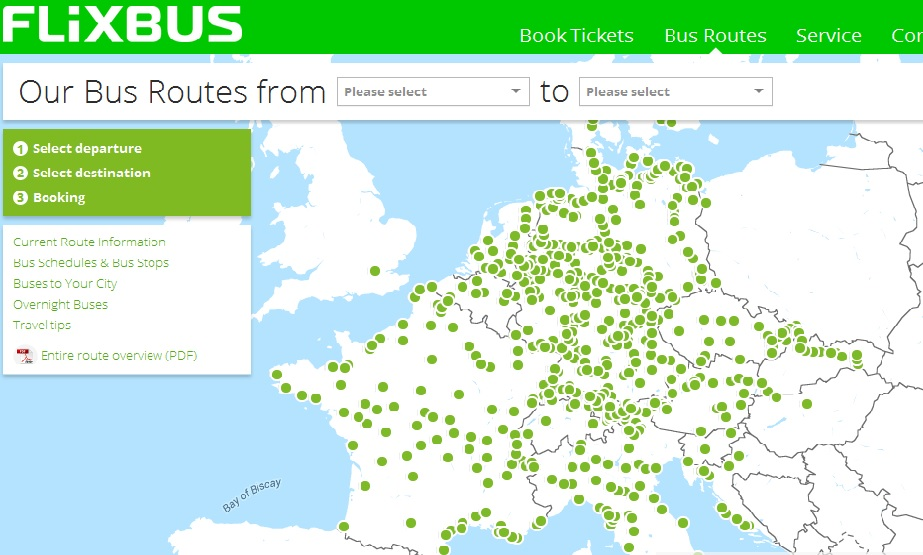 FLiXBUS
Book Tickets Bus Routes Service Cor
Our Bus Routes from Please select to Please select
1 Select departure
2 Select destination
3 Booking
Current Route Information
Bus Schedules & Bus Stops
Buses to Your City
Overnight Buses
Travel tips
Entire route overview (PDF)
Bay of Biscay